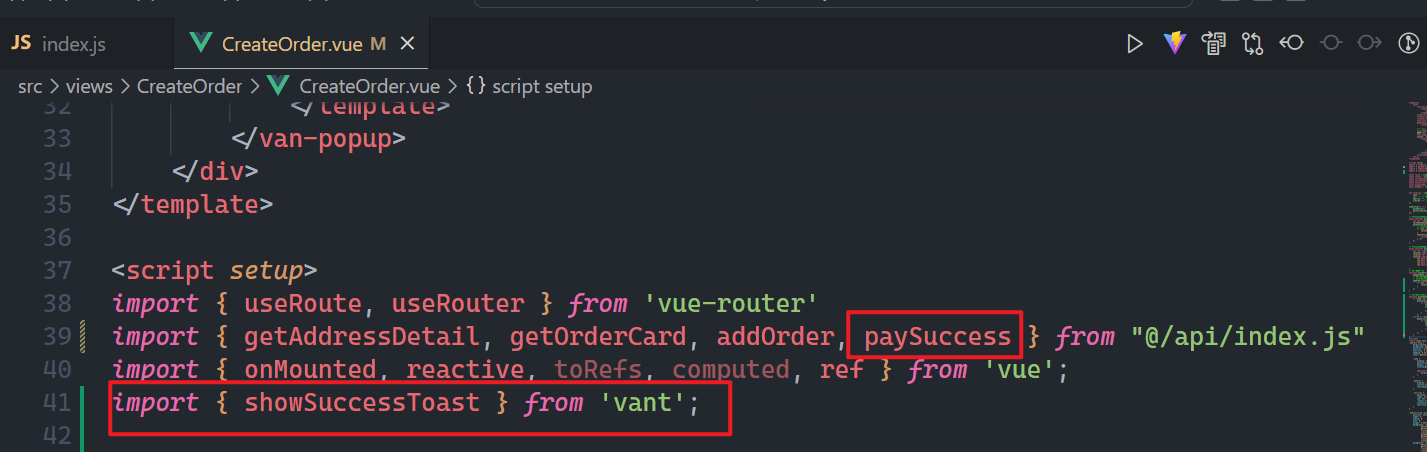 JS index.js
CreateOrder.vue M
src > views > CreateOrder > CreateOrder.vue > {} script setup
32 </template>
33 </van-popup>
34 </div>
35 </template>
36
37 <script setup>
38 import { useRoute, useRouter } from 'vue-router'
39 import { getAddressDetail, getOrderCard, addOrder, paySuccess } from "@/api/index.js"
40 import { onMounted, reactive, toRefs, computed, ref } from 'vue';
41 import { showSuccessToast } from 'vant';
42